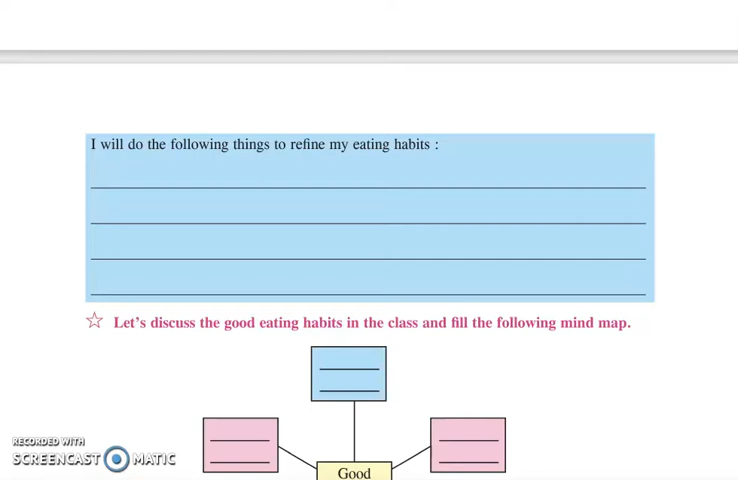 I will do the following things to refine my eating habits :
☆ Let's discuss the good eating habits in the class and fill the following mind map.
Good
RECORDED WITH
SCREENCAST MATIC